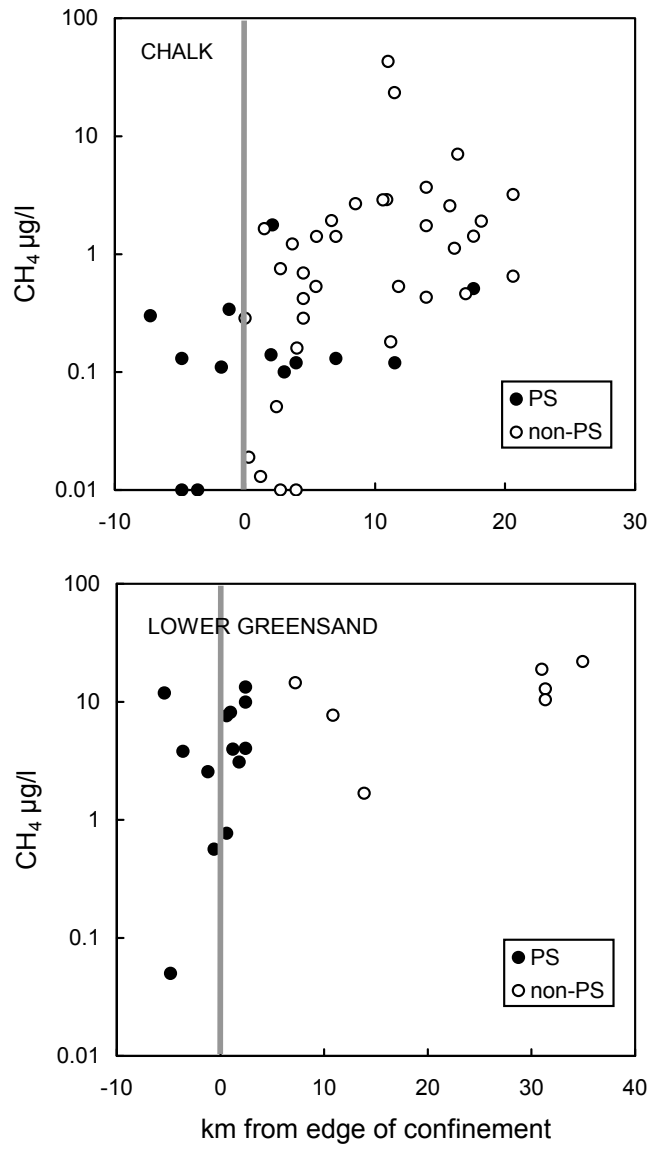 100
CHALK
10
1
CH₄ µg/l
0.1
PS
non-PS
0.01
-10 0 10 20 30
100
LOWER GREENSAND
10
CH₄ µg/l
1
0.1
PS
non-PS
0.01
-10 0 10 20 30 40
km from edge of confinement